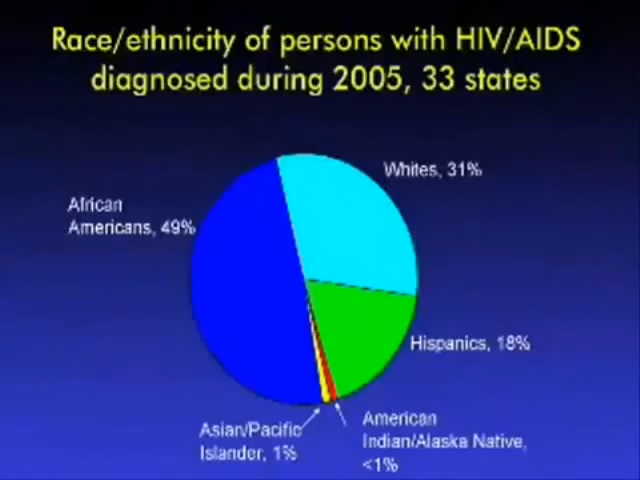 Race/ethnicity of persons with HIV/AIDS
diagnosed during 2005, 33 states
Whites, 31%
African
Americans, 49%
Hispanics, 18%
Asian/Pacific
Islander, 1%
American
Indian/Alaska Native,
<1%